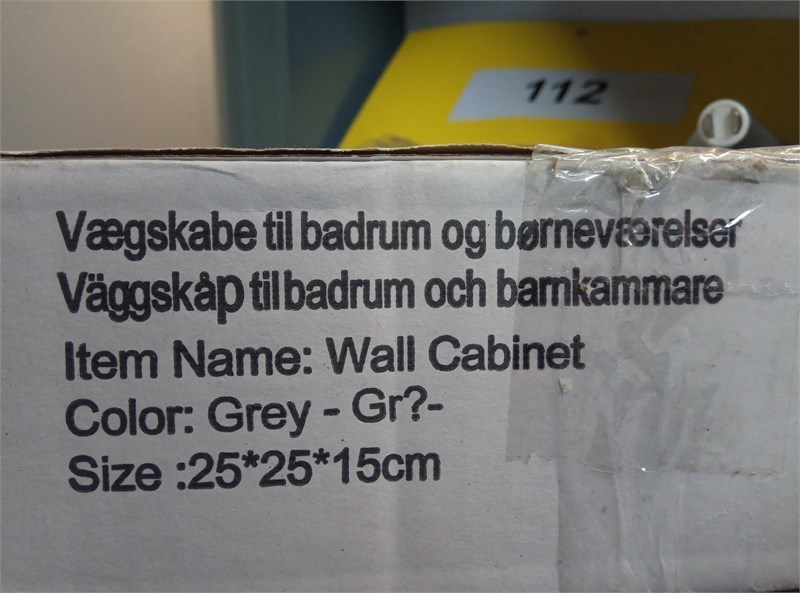 112
Vægskabe til badrum og børneværelser
Väggskåp til badrum och barnkammare
Item Name: Wall Cabinet
Color: Grey - Gr?-
Size :25*25*15cm